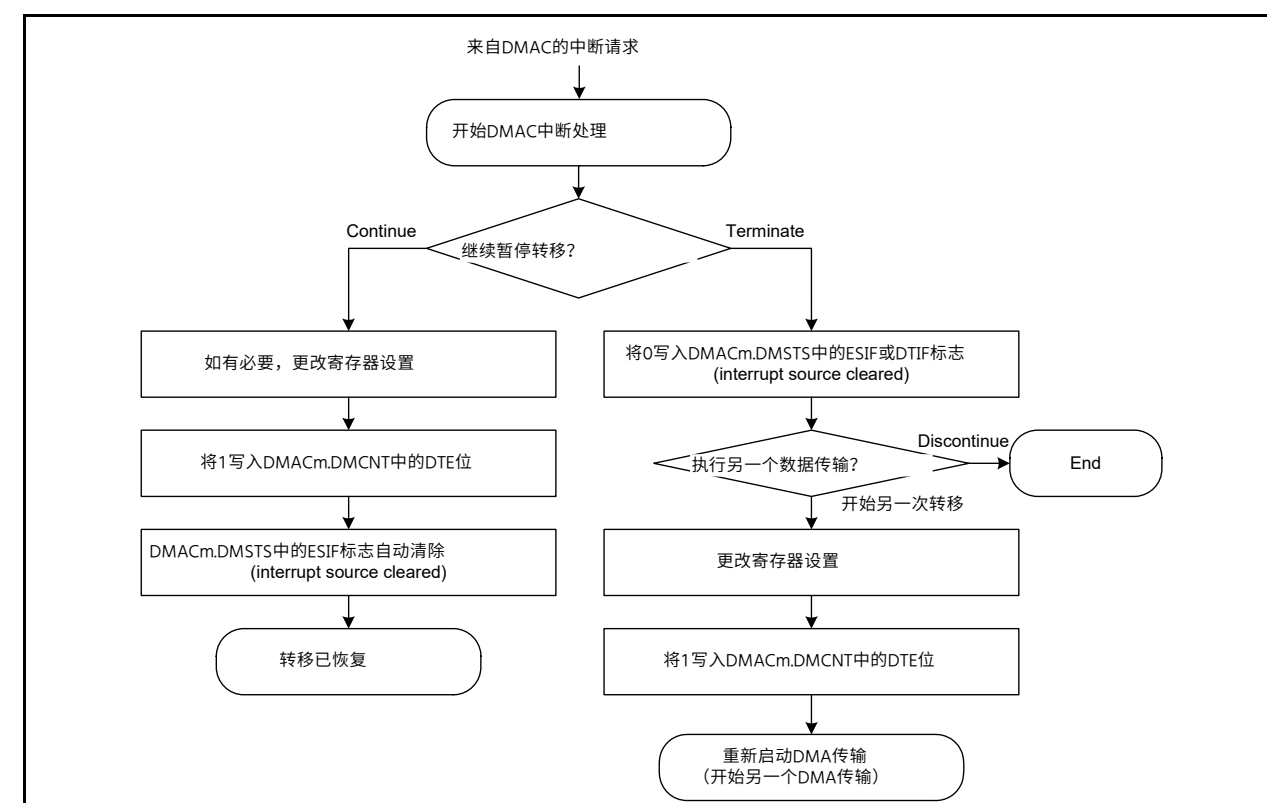 来自DMAC的中断请求
开始DMAC中断处理
Continue
继续暂停转移？
Terminate
如有必要，更改寄存器设置
将1写入DMACm.DMCNT中的DTE位
DMACm.DMSTS中的ESIF标志自动清除
(interrupt source cleared)
转移已恢复
将0写入DMACm.DMSTS中的ESIF或DTIF标志
(interrupt source cleared)
执行另一个数据传输？
Discontinue
End
开始另一次转移
更改寄存器设置
将1写入DMACm.DMCNT中的DTE位
重新启动DMA传输
（开始另一个DMA传输）